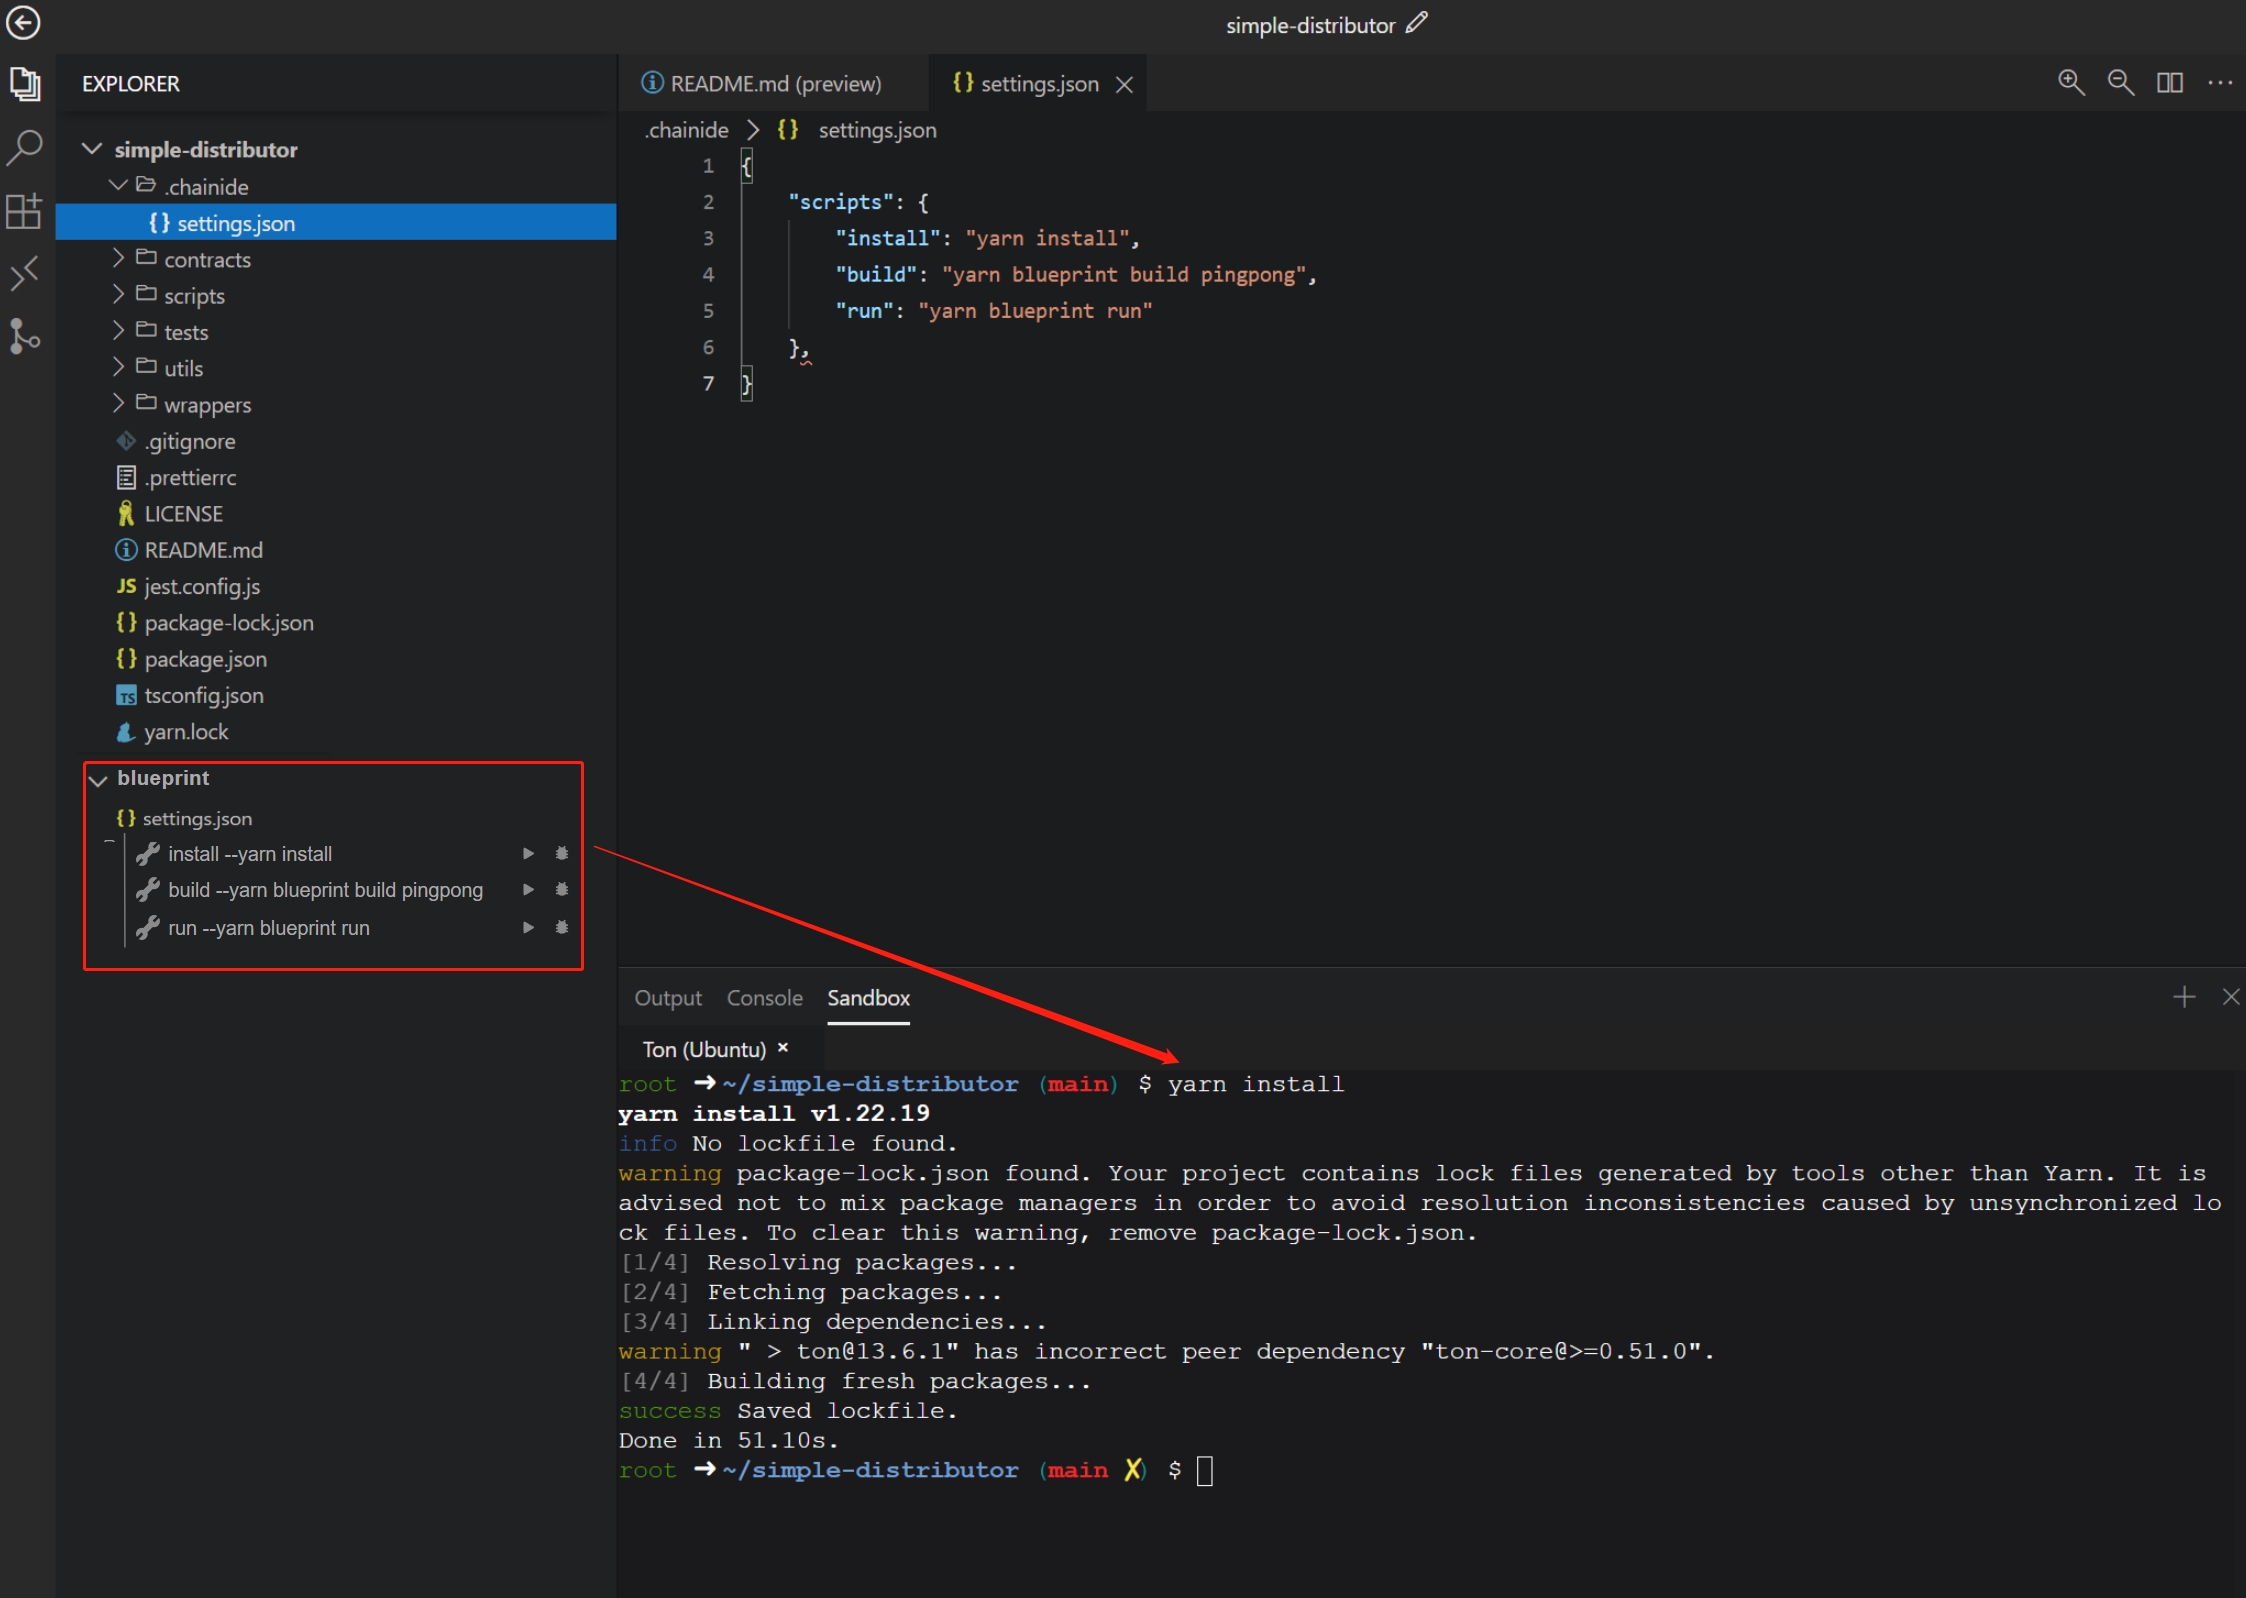 simple-distributor
EXPLORER
simple-distributor
.chainide
{} settings.json
contracts
scripts
tests
utils
wrappers
.gitignore
.prettierrc
LICENSE
README.md
JS jest.config.js
{} package-lock.json
{} package.json
TS tsconfig.json
yarn.lock
blueprint
{} settings.json
install --yarn install
build --yarn blueprint build pingpong
run --yarn blueprint run
README.md (preview)
{} settings.json
.chainide > {} settings.json
1 {
2 "scripts": {
3 "install": "yarn install",
4 "build": "yarn blueprint build pingpong",
5 "run": "yarn blueprint run"
6 },
7 }
Output Console Sandbox
Ton (Ubuntu) ×
root ➜ ~/simple-distributor (main) $ yarn install
yarn install v1.22.19
info No lockfile found.
warning package-lock.json found. Your project contains lock files generated by tools other than Yarn. It is
advised not to mix package managers in order to avoid resolution inconsistencies caused by unsynchronized lo
ck files. To clear this warning, remove package-lock.json.
[1/4] Resolving packages...
[2/4] Fetching packages...
[3/4] Linking dependencies...
warning " > ton@13.6.1" has incorrect peer dependency "ton-core@>=0.51.0".
[4/4] Building fresh packages...
success Saved lockfile.
Done in 51.10s.
root ➜ ~/simple-distributor (main ✗) $